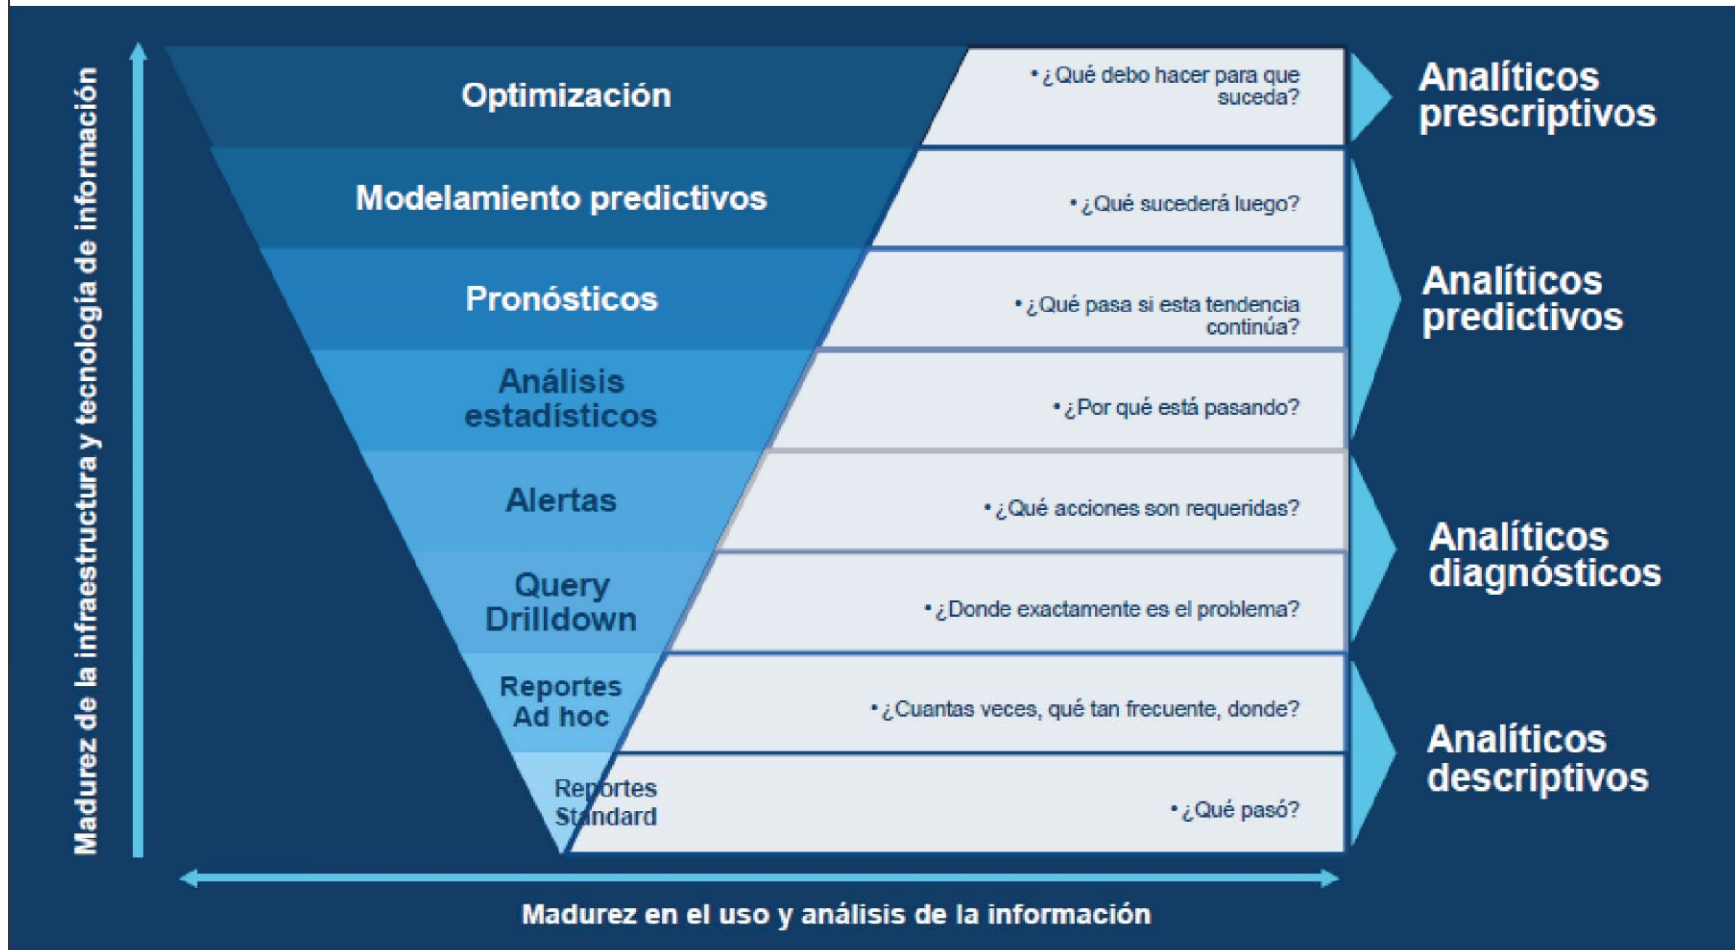 Madurez de la infraestructura y tecnología de información
Optimización
• ¿Qué debo hacer para que
suceda?
Analíticos
prescriptivos
Modelamiento predictivos
• ¿Qué sucederá luego?
Pronósticos
• ¿Qué pasa si esta tendencia
continúa?
Analíticos
predictivos
Análisis
estadísticos
• ¿Por qué está pasando?
Alertas
• ¿Qué acciones son requeridas?
Analíticos
diagnósticos
Query
Drilldown
• ¿Donde exactamente es el problema?
Reportes
Ad hoc
• ¿Cuantas veces, qué tan frecuente, donde?
Analíticos
descriptivos
Reportes
Standard
• ¿Qué pasó?
Madurez en el uso y análisis de la información